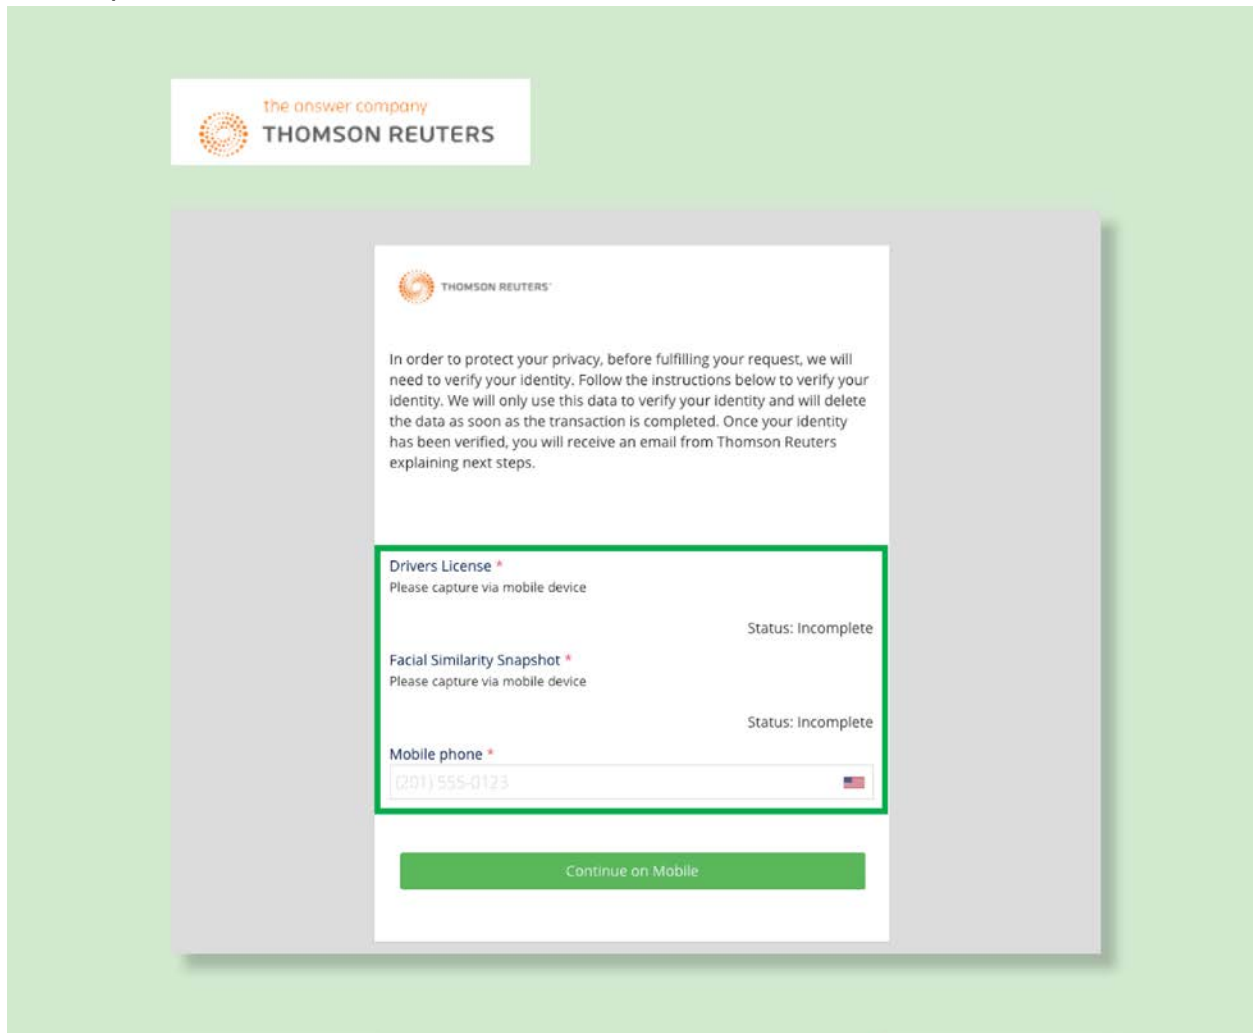 the answer company
THOMSON REUTERS
THOMSON REUTERS
In order to protect your privacy, before fulfilling your request, we will
need to verify your identity. Follow the instructions below to verify your
identity. We will only use this data to verify your identity and will delete
the data as soon as the transaction is completed. Once your identity
has been verified, you will receive an email from Thomson Reuters
explaining next steps.
Drivers License *
Please capture via mobile device
Status: Incomplete
Facial Similarity Snapshot *
Please capture via mobile device
Status: Incomplete
Mobile phone *
(201) 555-0123
Continue on Mobile